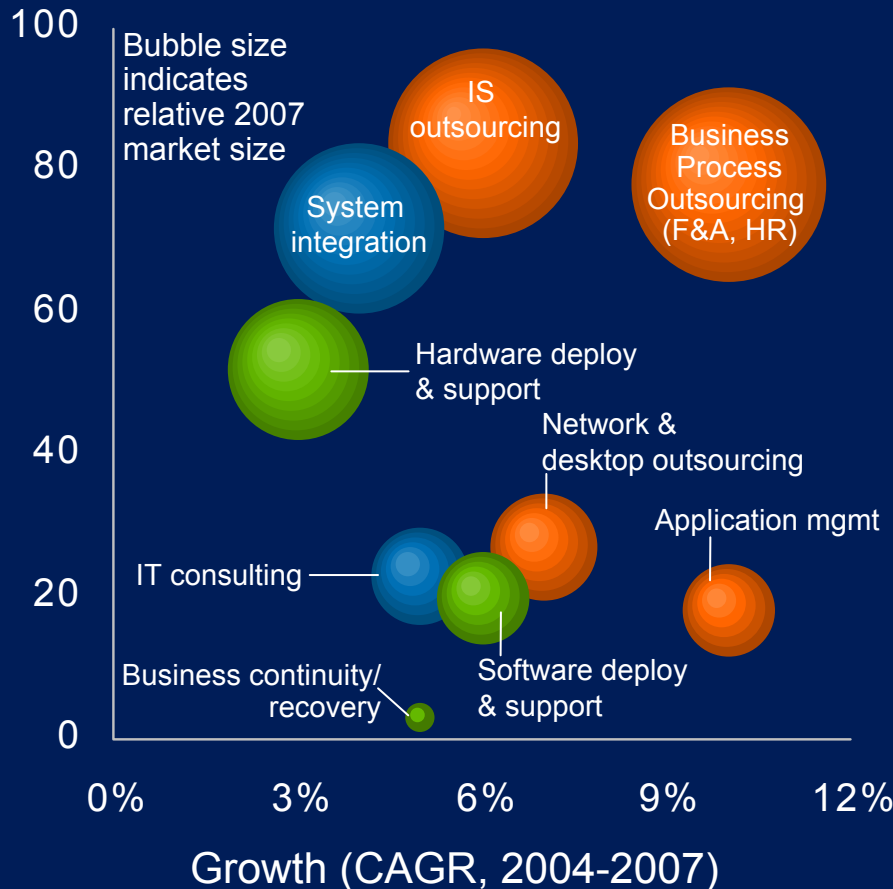 100
Bubble size
indicates
relative 2007
market size
IS
outsourcing
Business
Process
Outsourcing
(F&A, HR)
80
System
integration
60
Hardware deploy
& support
40
Network &
desktop outsourcing
Application mgmt
20
IT consulting
Business continuity/
recovery
Software deploy
& support
0
0% 3% 6% 9% 12%
Growth (CAGR, 2004-2007)